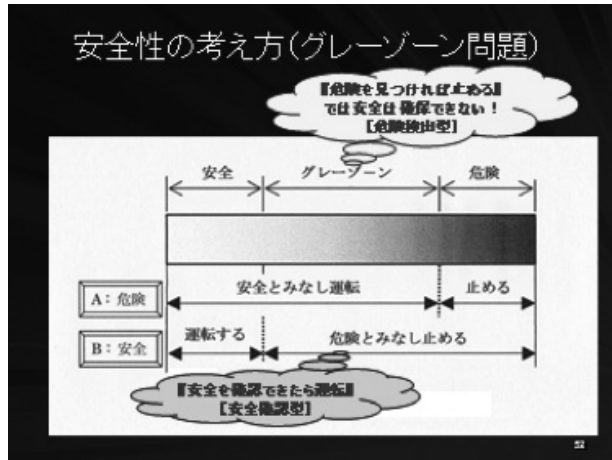 安全性の考え方(グレーゾーン問題)
『危険を見つければ止める』
では安全は確保できない！
[危険検出型]
安全 グレーゾーン 危険
A:危険 安全とみなし運転 止める
B:安全 運転する 危険とみなし止める
『安全を確認できたら運転』
[安全確認型]
52